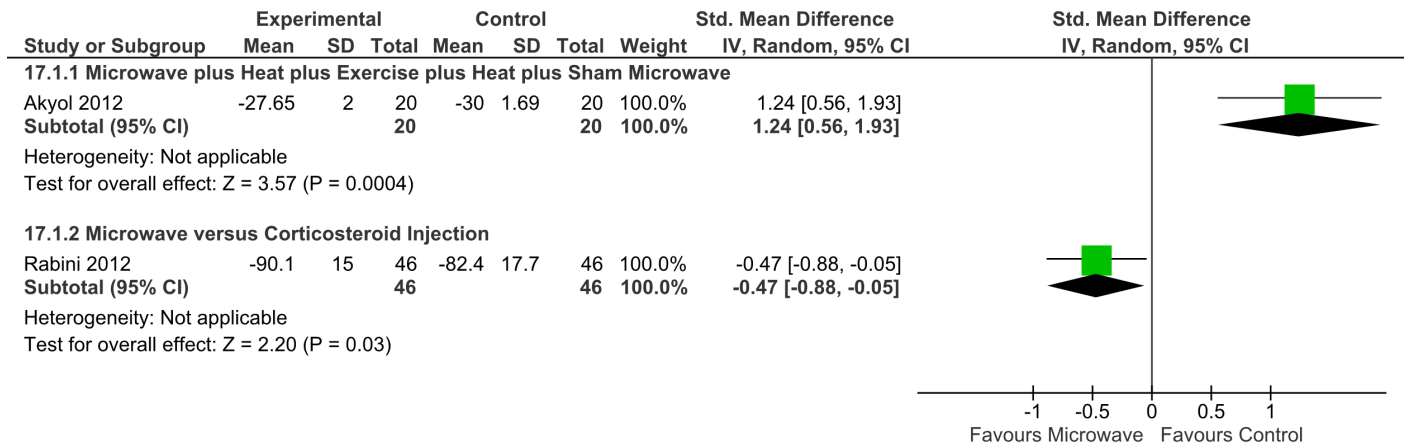 Experimental Control Std. Mean Difference Std. Mean Difference
Study or Subgroup Mean SD Total Mean SD Total Weight IV, Random, 95% CI IV, Random, 95% CI
17.1.1 Microwave plus Heat plus Exercise plus Heat plus Sham Microwave
Akyol 2012 -27.65 2 20 -30 1.69 20 100.0% 1.24 [0.56, 1.93]
Subtotal (95% CI) 20 20 100.0% 1.24 [0.56, 1.93]
Heterogeneity: Not applicable
Test for overall effect: Z = 3.57 (P = 0.0004)
17.1.2 Microwave versus Corticosteroid Injection
Rabini 2012 -90.1 15 46 -82.4 17.7 46 100.0% -0.47 [-0.88, -0.05]
Subtotal (95% CI) 46 46 100.0% -0.47 [-0.88, -0.05]
Heterogeneity: Not applicable
Test for overall effect: Z = 2.20 (P = 0.03)
-1 -0.5 0 0.5 1
Favours Microwave Favours Control